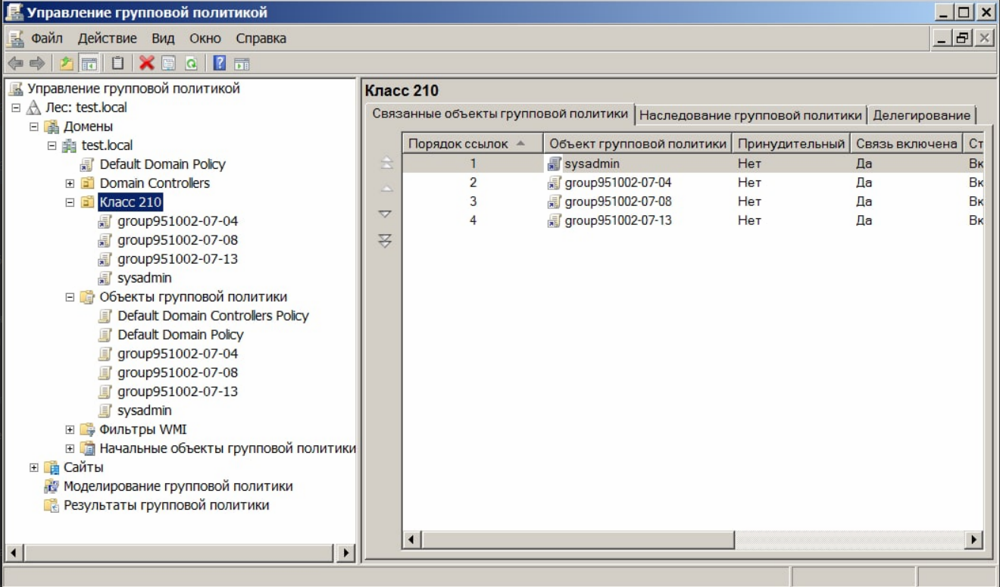 Управление групповой политикой
Файл Действие Вид Окно Справка
Управление групповой политикой
Лес: test.local
Домены
test.local
Default Domain Policy
Domain Controllers
Класс 210
group951002-07-04
group951002-07-08
group951002-07-13
sysadmin
Объекты групповой политики
Default Domain Controllers Policy
Default Domain Policy
group951002-07-04
group951002-07-08
group951002-07-13
sysadmin
Фильтры WMI
Начальные объекты групповой политики
Сайты
Моделирование групповой политики
Результаты групповой политики
Класс 210
Связанные объекты групповой политики Наследование групповой политики Делегирование
Порядок ссылок Объект групповой политики Принудительный Связь включена Ст
1 sysadmin Нет Да Вк
2 group951002-07-04 Нет Да Вк
3 group951002-07-08 Нет Да Вк
4 group951002-07-13 Нет Да Вк